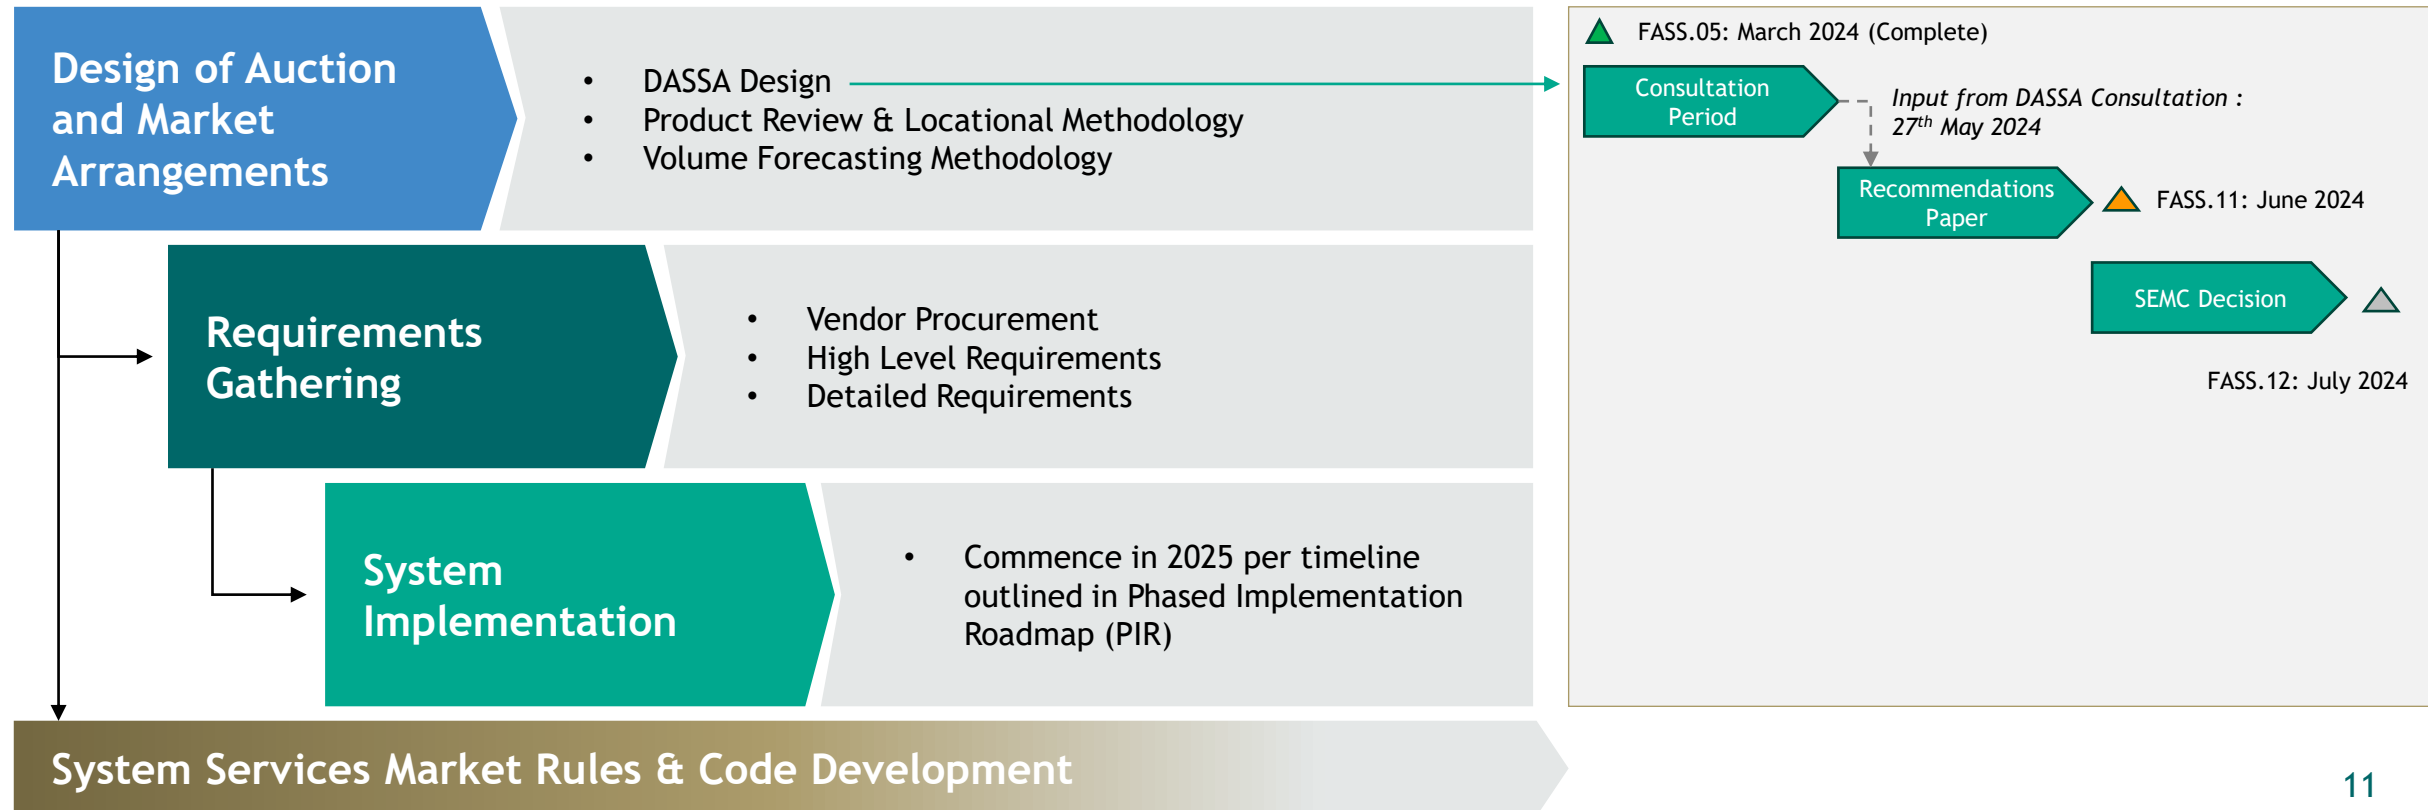 Design of Auction
and Market
Arrangements
• DASSA Design
• Product Review & Locational Methodology
• Volume Forecasting Methodology
Requirements
Gathering
• Vendor Procurement
• High Level Requirements
• Detailed Requirements
System
Implementation
• Commence in 2025 per timeline
outlined in Phased Implementation
Roadmap (PIR)
System Services Market Rules & Code Development
FASS.05: March 2024 (Complete)
Consultation
Period
Input from DASSA Consultation :
27th May 2024
Recommendations
Paper
FASS.11: June 2024
SEMC Decision
FASS.12: July 2024
11